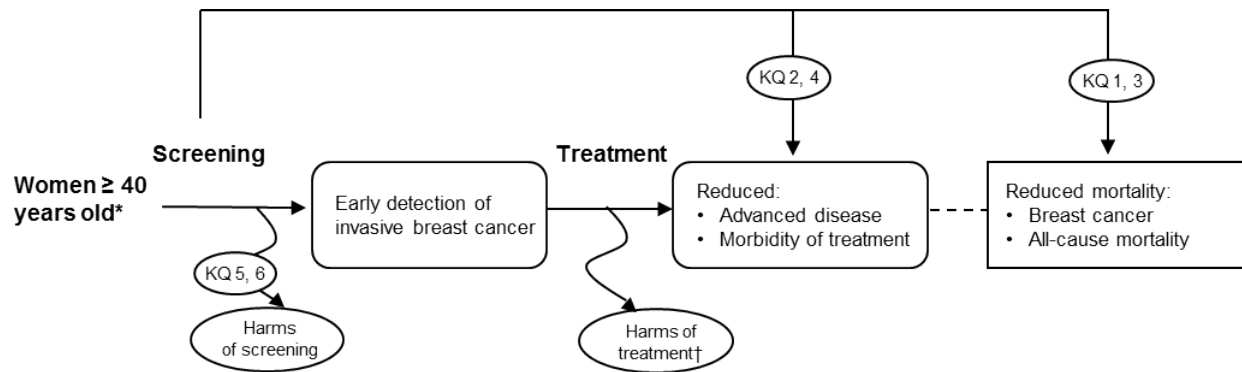 KQ 2, 4
KQ 1, 3
Screening
Treatment
Women ≥ 40
years old*
Early detection of
invasive breast cancer
Reduced:
• Advanced disease
• Morbidity of treatment
Reduced mortality:
• Breast cancer
• All-cause mortality
KQ 5, 6
Harms
of screening
Harms of
treatment†